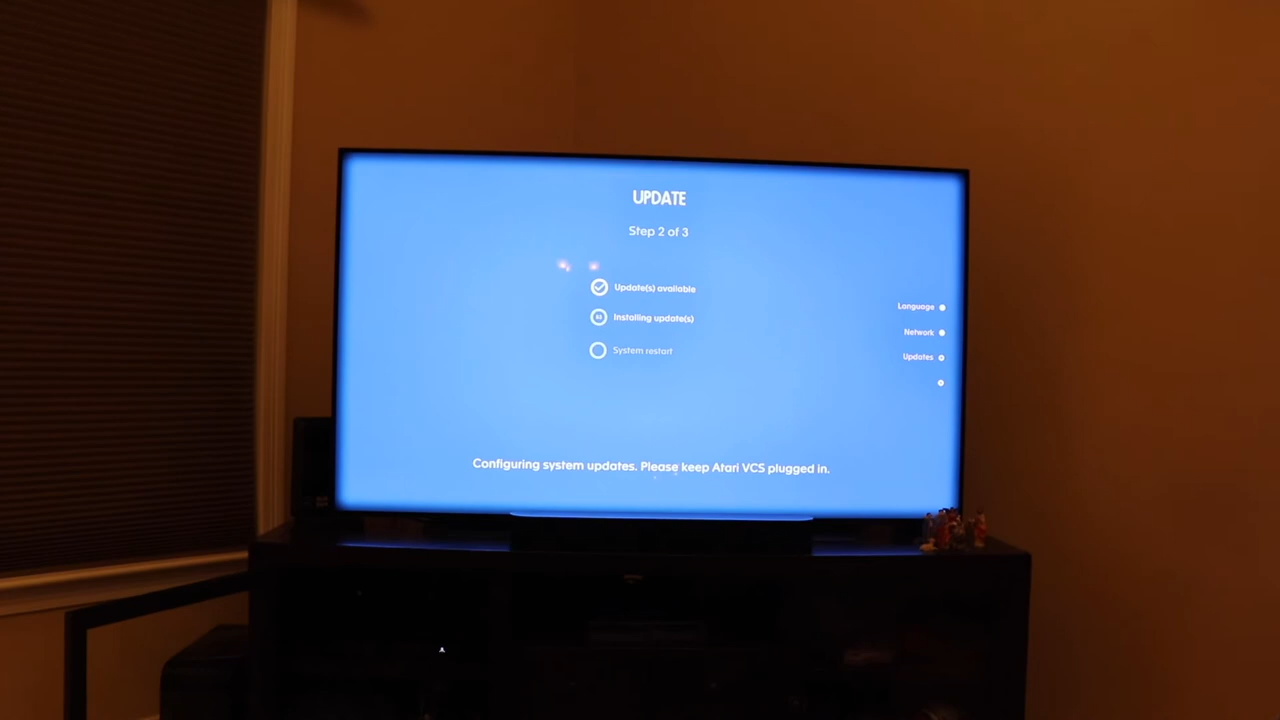 UPDATE
Step 2 of 3
Update(s) available
Installing update(s)
System restart
Language
Network
Updates
Configuring system updates. Please keep Atari VCS plugged in.